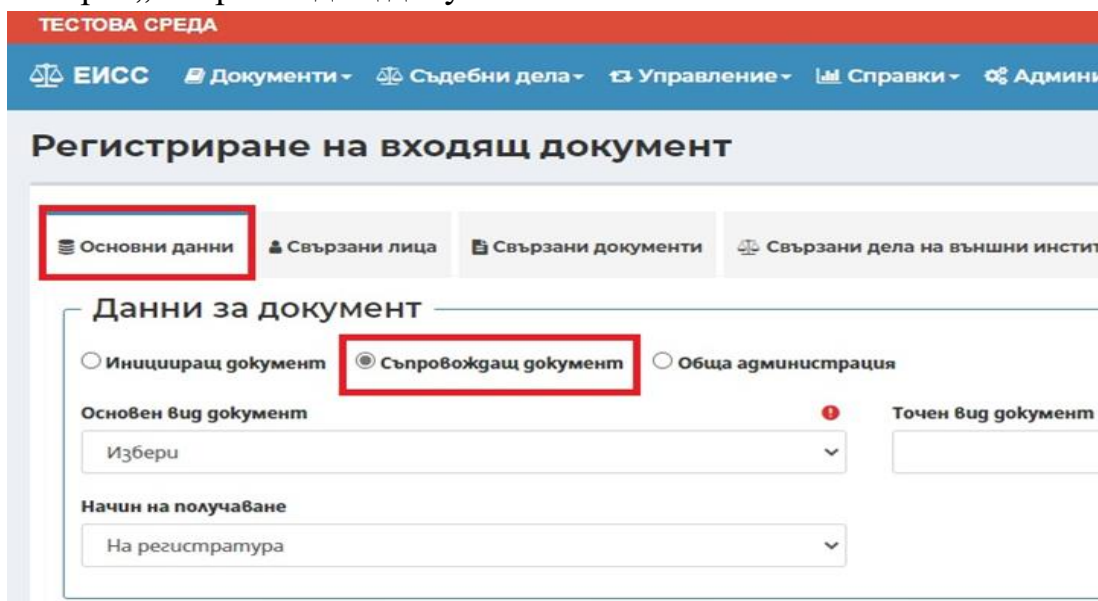 ТЕСТОВА СРЕДА
ЕИСС Документи Съдебни дела Управление Справки
Регистриране на входящ документ
Основни данни Свързани лица Свързани документи Свързани дела на външни
Данни за документ
Иницииращ документ Съпровождащ документ Обща администрация
Основен вид документ Точен вид документ
Избери
Начин на получаване
На регистратура